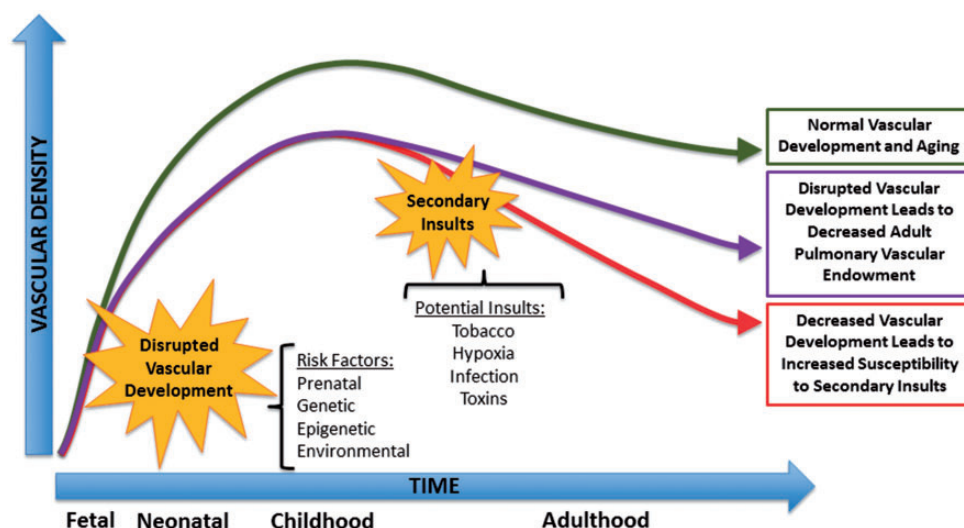 VASCULAR DENSITY
Disrupted
Vascular
Development
Risk Factors:
Prenatal
Genetic
Epigenetic
Environmental
Secondary
Insults
Potential Insults:
Tobacco
Hypoxia
Infection
Toxins
Normal Vascular
Development and Aging
Disrupted Vascular
Development Leads to
Decreased Adult
Pulmonary Vascular
Endowment
Decreased Vascular
Development Leads to
Increased Susceptibility
to Secondary Insults
TIME
Fetal Neonatal Childhood Adulthood